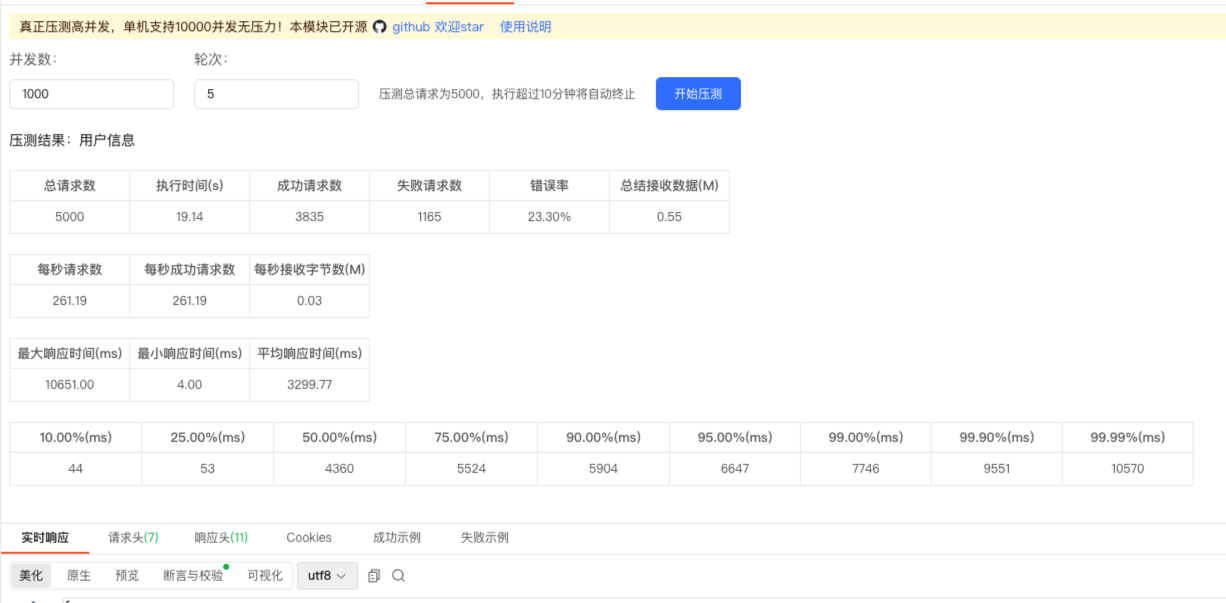 真正压测高并发，单机支持10000并发无压力！本模块已开源 github 欢迎star 使用说明
并发数： 轮次：
1000 5 压测总请求为5000，执行超过10分钟将自动终止 开始压测
压测结果：用户信息
总请求数 执行时间(s) 成功请求数 失败请求数 错误率 总结接收数据(M)
5000 19.14 3835 1165 23.30% 0.55
每秒请求数 每秒成功请求数 每秒接收字节数(M)
261.19 261.19 0.03
最大响应时间(ms) 最小响应时间(ms) 平均响应时间(ms)
10651.00 4.00 3299.77
10.00%(ms) 25.00%(ms) 50.00%(ms) 75.00%(ms) 90.00%(ms) 95.00%(ms) 99.00%(ms) 99.90%(ms) 99.99%(ms)
44 53 4360 5524 5904 6647 7746 9551 10570
实时响应 请求头(7) 响应头(11) Cookies 成功示例 失败示例
美化 原生 预览 断言与校验 可视化 utf8